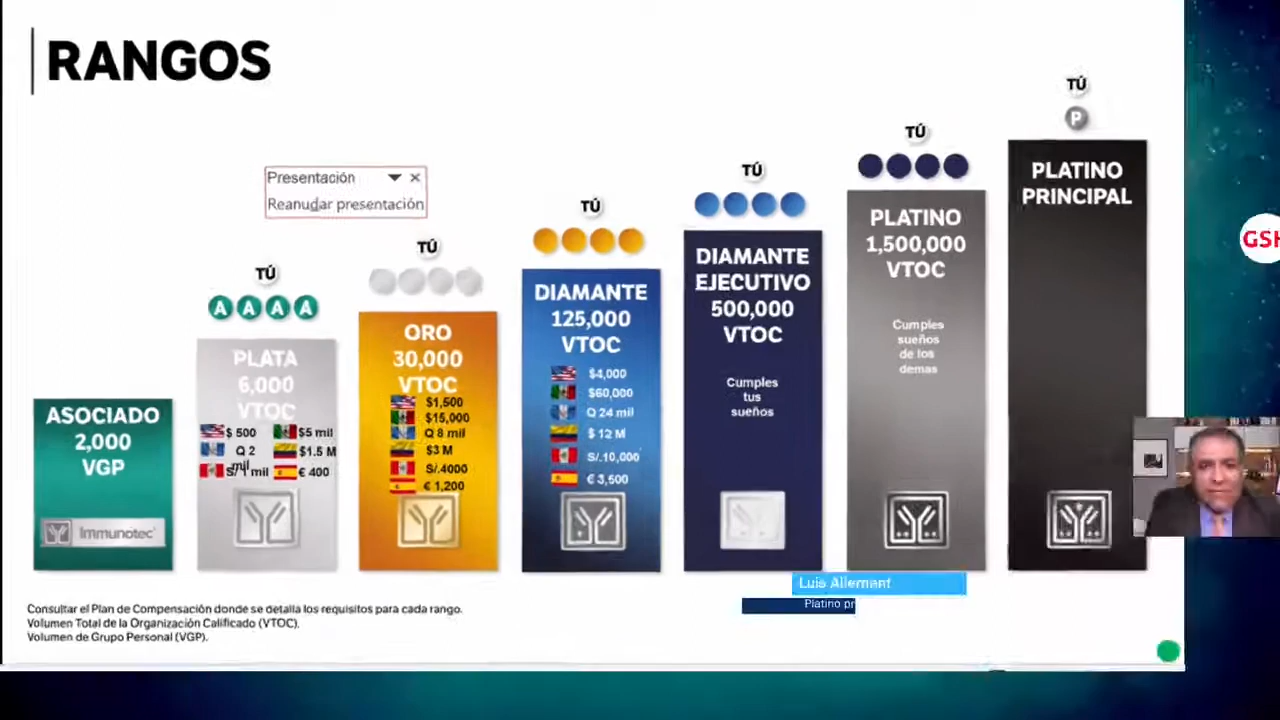 RANGOS
Presentación
Reanudar presentación
TÚ
TÚ
TÚ
TÚ
TÚ
TÚ
A A A A
P
ASOCIADO
2,000
VGP
Immunotec
PLATA
6,000
VTOC
$ 500
$5 mil
Q 2
mil
$1.5 M
S/ 1 mil
€ 400
ORO
30,000
VTOC
$1,500
$15,000
Q 8 mil
$3 M
S/.4000
€ 1,200
DIAMANTE
125,000
VTOC
$4,000
$60,000
Q 24 mil
$ 12 M
S/.10,000
€ 3,500
DIAMANTE
EJECUTIVO
500,000
VTOC
Cumples
tus
sueños
PLATINO
1,500,000
VTOC
Cumples
sueños
de los
demas
PLATINO
PRINCIPAL
GSH
Luis Allemant
Platino pr
Consultar el Plan de Compensación donde se detalla los requisitos para cada rango.
Volumen Total de la Organización Calificado (VTOC).
Volumen de Grupo Personal (VGP).